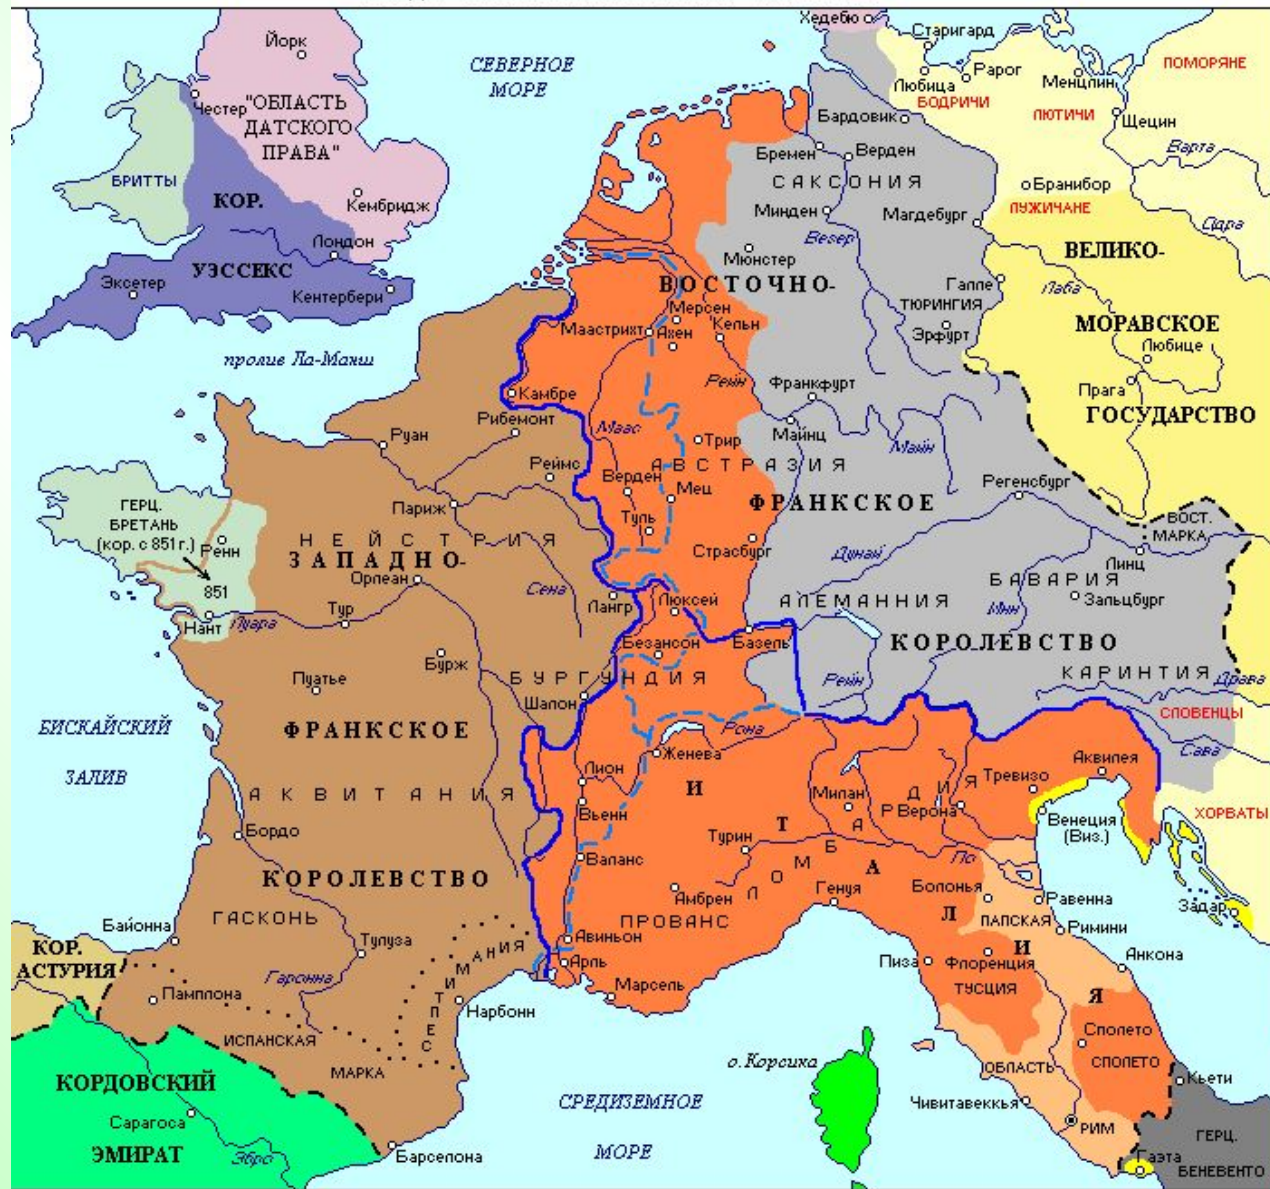 Хедебю
Йорк
СЕВЕРНОЕ
МОРЕ
Старигард
Любица
Рарог
Менцлин
ПОМОРЯНЕ
Честер
"ОБЛАСТЬ
ДАТСКОГО
ПРАВА"
БОДРИЧИ
ЛЮТИЧИ
Щецин
Бардовик
Варта
Бремен
Верден
БРИТТЫ
САКСОНИЯ
Бранибор
КОР.
УЭССЕКС
Кембридж
Минден
Магдебург
ЛУЖИЧАНЕ
Одра
Лондон
Везер
Мюнстер
ВЕЛИКО-
МОРАВСКОЕ
ГОСУДАРСТВО
Эксетер
Кентербери
ВОСТОЧНО-
Галле
ТЮРИНГИЯ
Лаба
Мерсен
Маастрихт
Ахен
Кельн
Эрфурт
Любице
пролив Ла-Манш
Рейн
Франкфурт
Прага
Камбре
Рибемонт
Маас
Майнц
Майн
Руан
Трир
Реймс
АВСТРАЗИЯ
Верден
Мец
ФРАНКСКОЕ
Регенсбург
ГЕРЦ.
БРЕТАНЬ
(кор. с 851 г.)
Ренн
851
Париж
Туль
ВОСТ.
МАРКА
НЕЙСТРИЯ
ЗАПАДНО-
Страсбург
Дунай
Линц
Орлеан
Сена
БАВАРИЯ
Лангр
Люксей
АЛЕМАННИЯ
Инн
Зальцбург
Нант
Луара
Тур
Безансон
Базель
КОРОЛЕВСТВО
Бурж
Пуатье
БУРГУНДИЯ
Рейн
КАРИНТИЯ
Драва
Шалон
СЛОВЕНЦЫ
БИСКАЙСКИЙ
ЗАЛИВ
ФРАНКСКОЕ
Рона
Сава
Женева
Лион
Аквилея
Тревизо
АКВИТАНИЯ
Вьенн
Милан
Верона
Венеция
(Виз.)
ХОРВАТЫ
Бордо
Турин
Валанс
По
ЛОМБАРДИЯ
ИТАЛИЯ
КОРОЛЕВСТВО
Амбрен
Генуя
Болонья
Равенна
Задар
ГАСКОНЬ
ПРОВАНС
ПАПСКАЯ
Римини
Байонна
Тулуза
Авиньон
КОР.
АСТУРИЯ
Арль
Пиза
Флоренция
ТУСЦИЯ
Анкона
Гаронна
СЕПТИМАНИЯ
Памплона
Нарбонн
Марсель
ИСПАНСКАЯ
МАРКА
Сполето
СПОЛЕТО
о.Корсика
ОБЛАСТЬ
КОРДОВСКИЙ
ЭМИРАТ
Кьети
Сарагоса
СРЕДИЗЕМНОЕ
МОРЕ
Чивитавеккья
РИМ
ГЕРЦ.
БЕНЕВЕНТО
Эбро
Барселона
Гаэта